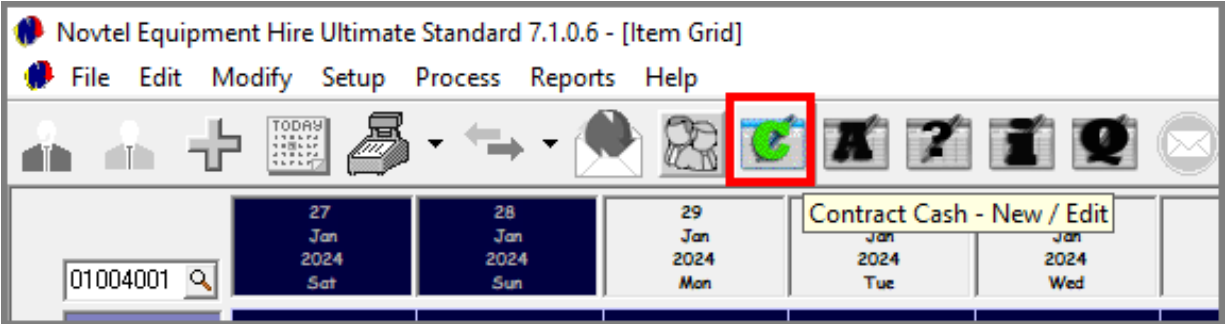 Novtel Equipment Hire Ultimate Standard 7.1.0.6 - [Item Grid]
File Edit Modify Setup Process Reports Help
TODAY
C A ? i Q
Contract Cash - New / Edit
27 28 29
Jan Jan Jan Jan Jan
2024 2024 2024 2024 2024
Sat Sun Mon Tue Wed
01004001